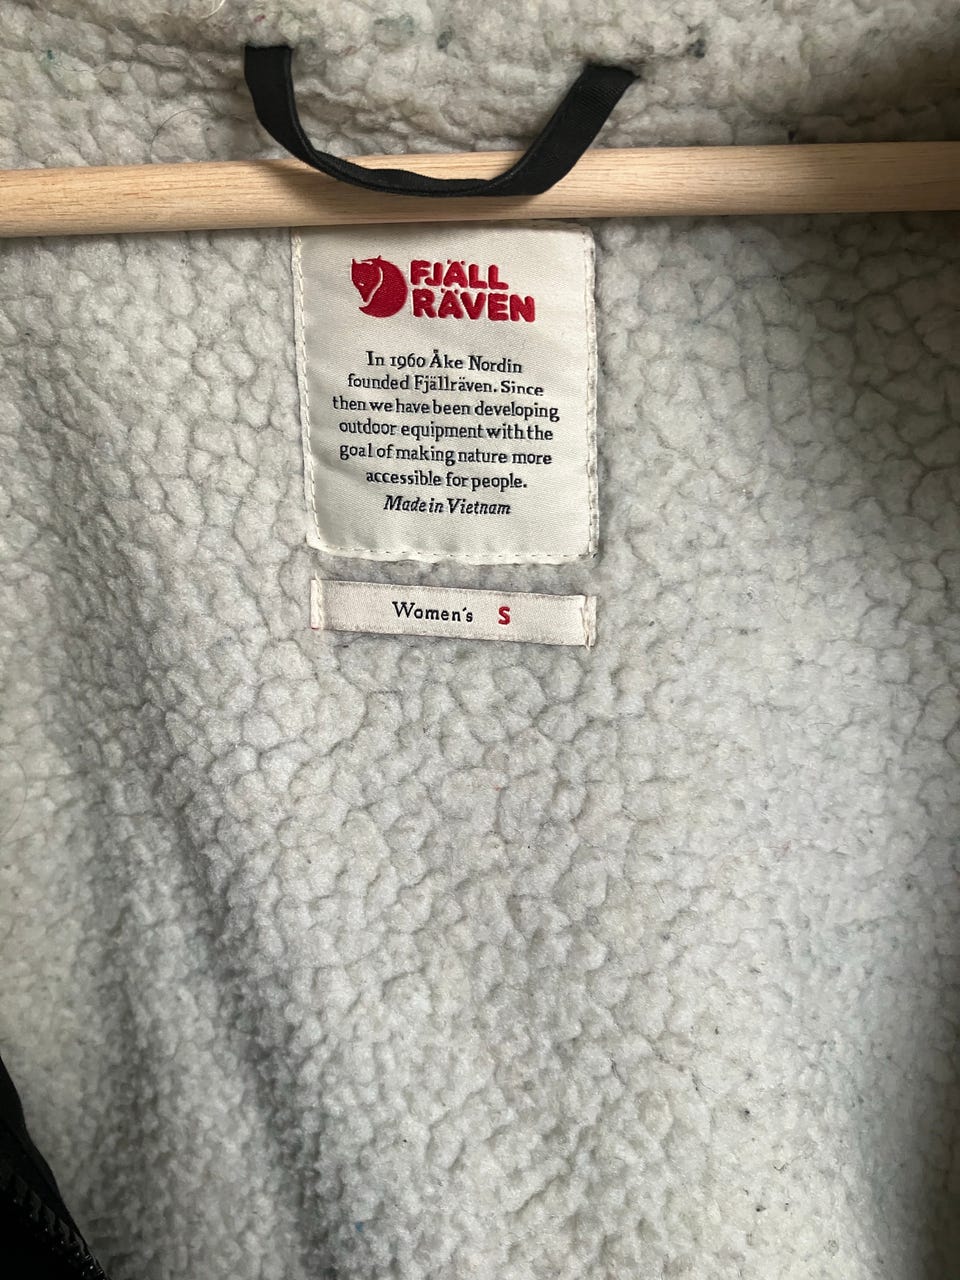 FJÄLL
RÄVEN
In 1960 Åke Nordin
founded Fjällräven. Since
then we have been developing
outdoor equipment with the
goal of making nature more
accessible for people.
Made in Vietnam
Women's S